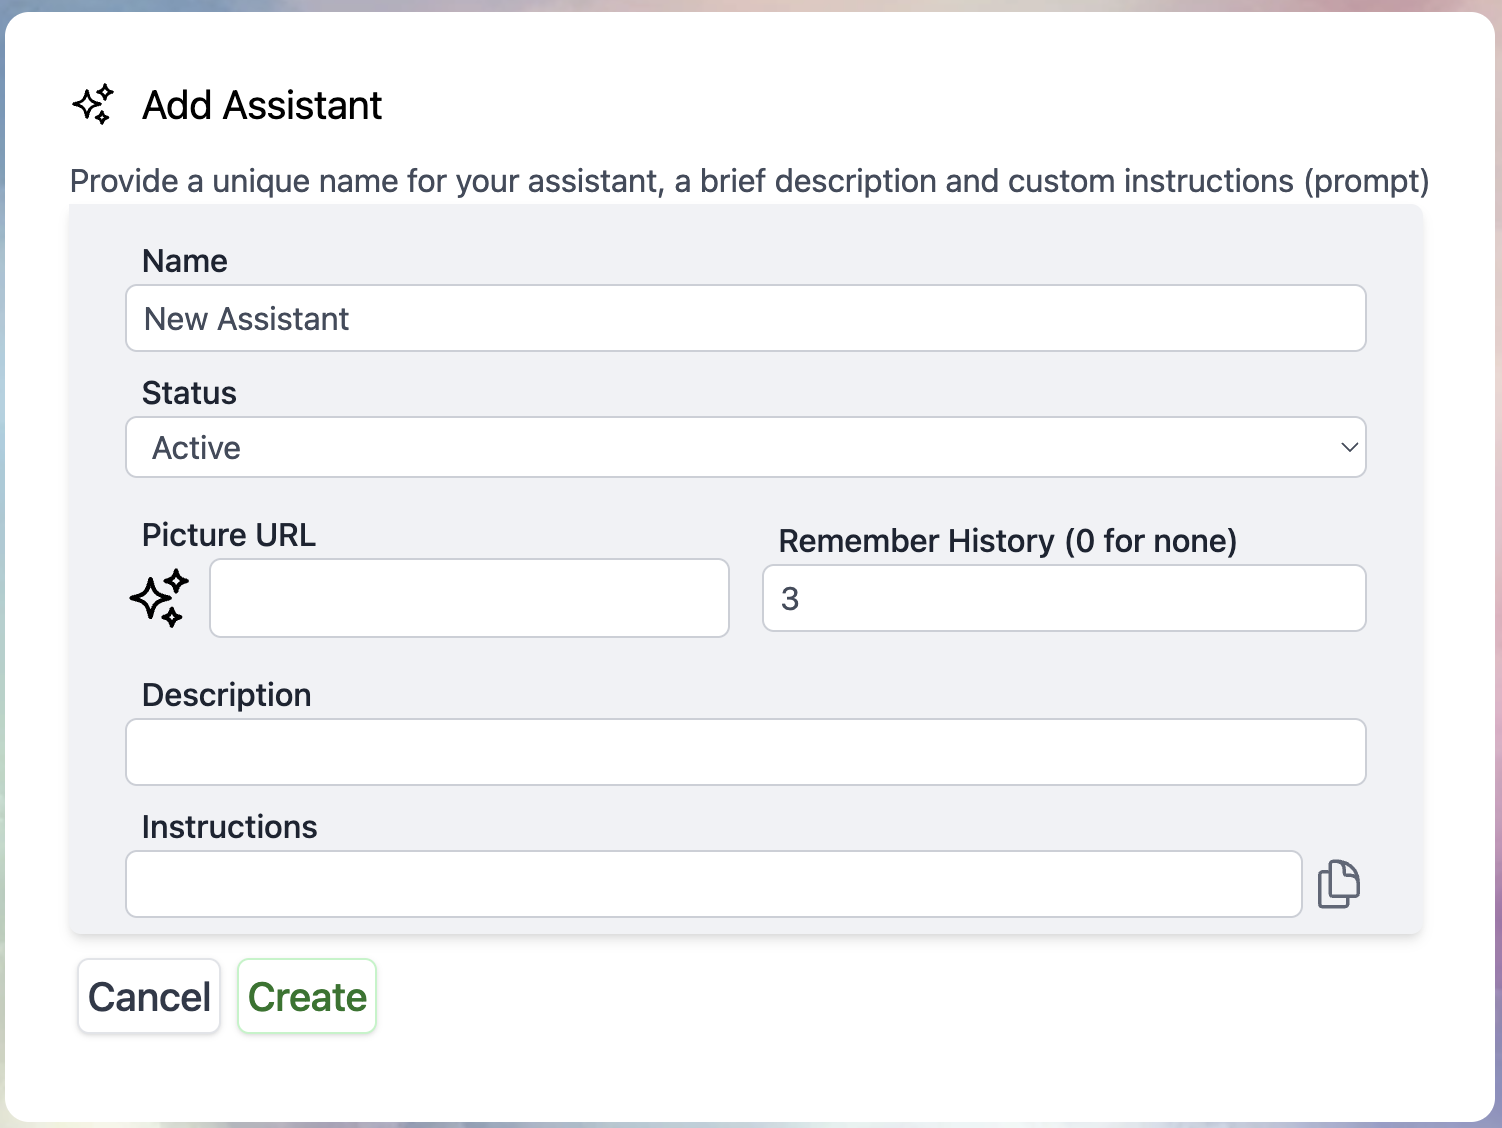 Add Assistant
Provide a unique name for your assistant, a brief description and custom instructions (prompt)
Name
New Assistant
Status
Active
Picture URL
Remember History (0 for none)
3
Description
Instructions
Cancel
Create